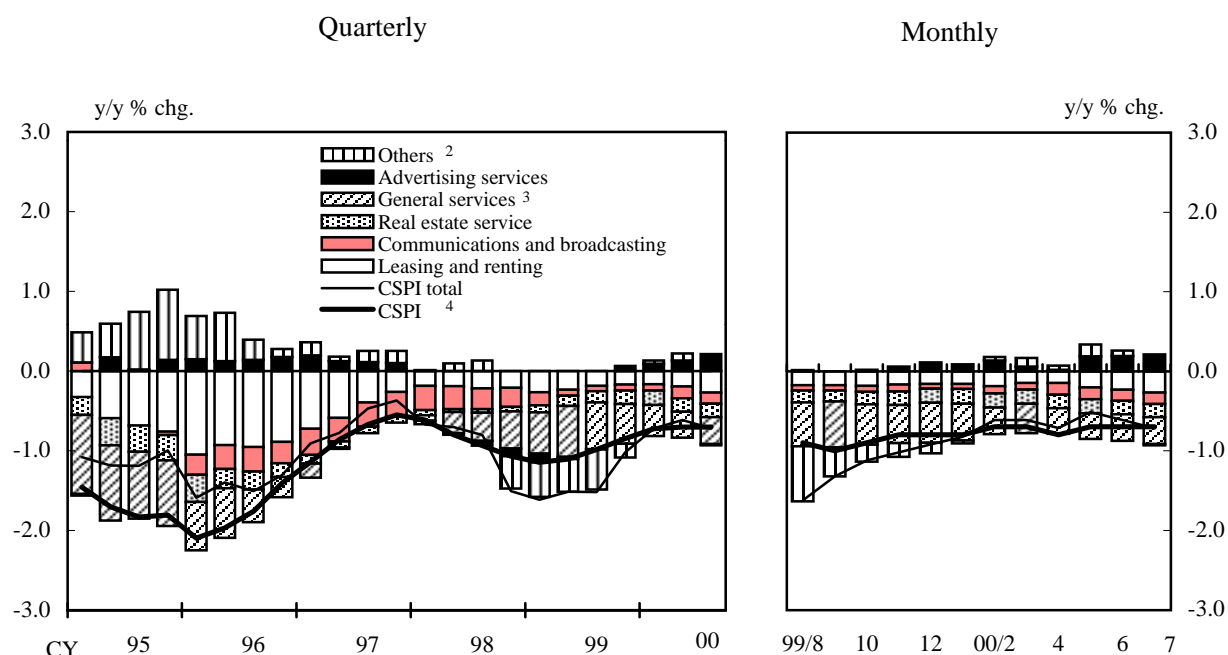 Quarterly
Monthly
y/y % chg.
y/y % chg.
3.0
2.0
1.0
0.0
-1.0
-2.0
-3.0
Others 2
Advertising services
General services 3
Real estate service
Communications and broadcasting
Leasing and renting
CSPI total
CSPI 4
3.0
2.0
1.0
0.0
-1.0
-2.0
-3.0
CY 95 96 97 98 99 00
99/8 10 12 00/2 4 6 7